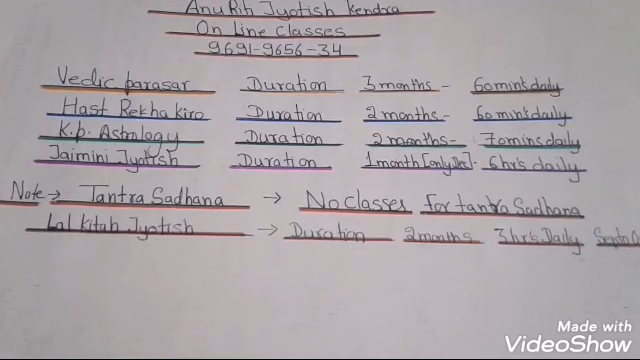 AnuRili Jyotish Kendra
On Line Classes
9691-9656-34
Vedic parasar Duration 3 months - 60 mins daily
Hast Rekha kiro Duration 2 months - 60 mins daily
K.p. Astrology Duration 2 months - 70 mins daily
Jaimini Jyotish Duration 1 month [only Dec] - 6 hrs daily
Note → Tantra Sadhana → No Classes for tantra Sadhana
Lal Kitab Jyotish → Duration 2 months 3 hrs Daily
Made with
VideoShow